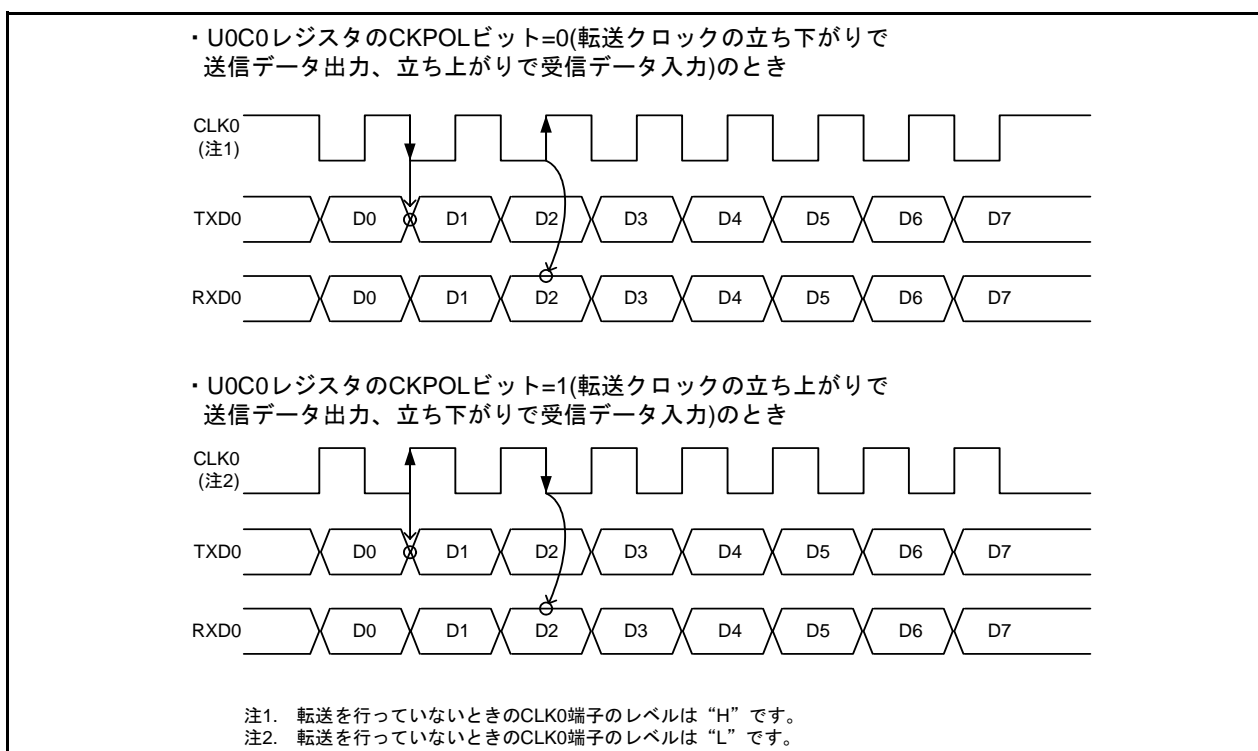 ・U0C0レジスタのCKPOLビット=0(転送クロックの立ち下がりで
送信データ出力、立ち上がりで受信データ入力)のとき
CLK0
(注1)
TXD0 D0 D1 D2 D3 D4 D5 D6 D7
RXD0 D0 D1 D2 D3 D4 D5 D6 D7
・U0C0レジスタのCKPOLビット=1(転送クロックの立ち上がりで
送信データ出力、立ち下がりで受信データ入力)のとき
CLK0
(注2)
TXD0 D0 D1 D2 D3 D4 D5 D6 D7
RXD0 D0 D1 D2 D3 D4 D5 D6 D7
注1. 転送を行っていないときのCLK0端子のレベルは“H”です。
注2. 転送を行っていないときのCLK0端子のレベルは“L”です。